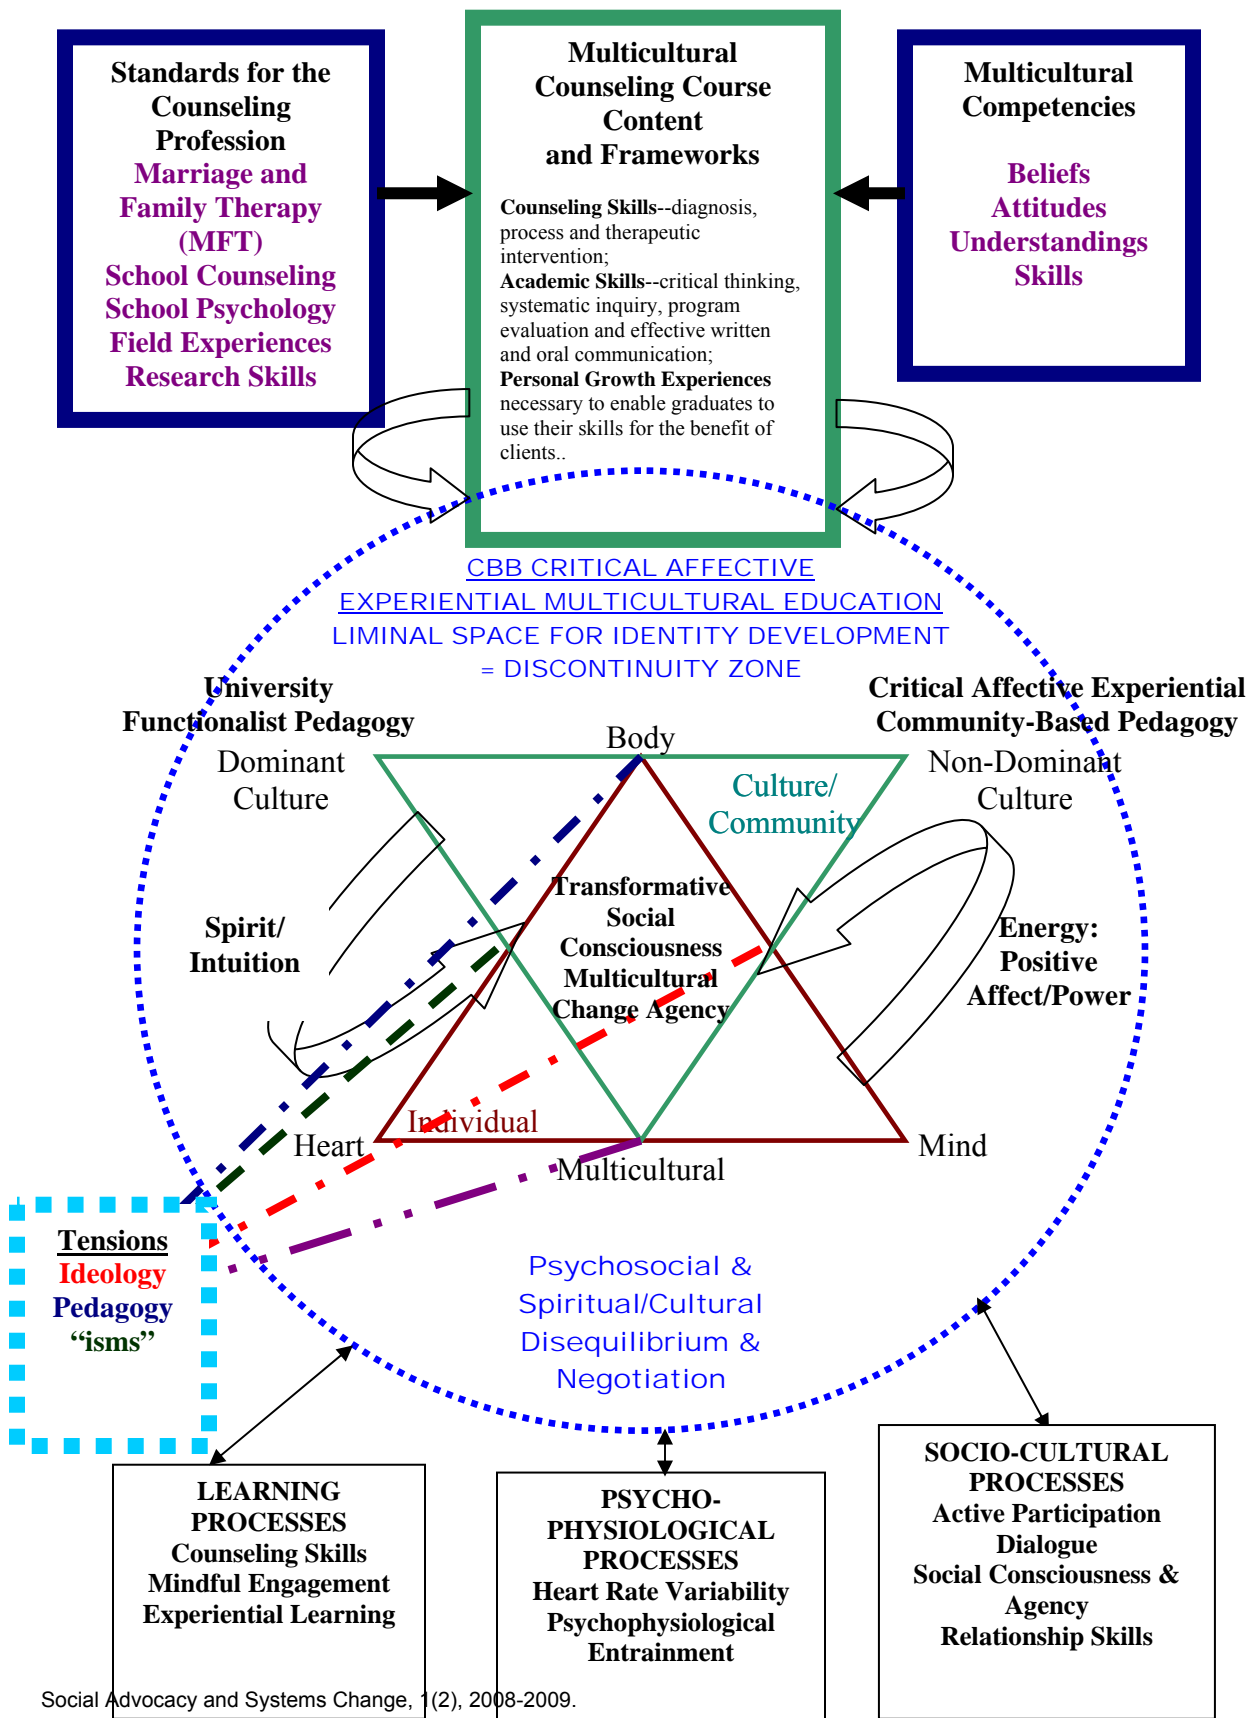 Standards for the
Counseling
Profession
Marriage and
Family Therapy
(MFT)
School Counseling
School Psychology
Field Experiences
Research Skills
Multicultural
Counseling Course
Content
and Frameworks
Counseling Skills--diagnosis,
process and therapeutic
intervention;
Academic Skills--critical thinking,
systematic inquiry, program
evaluation and effective written
and oral communication;
Personal Growth Experiences
necessary to enable graduates to
use their skills for the benefit of
clients..
Multicultural
Competencies
Beliefs
Attitudes
Understandings
Skills
CBB CRITICAL AFFECTIVE
EXPERIENTIAL MULTICULTURAL EDUCATION
LIMINAL SPACE FOR IDENTITY DEVELOPMENT
= DISCONTINUITY ZONE
University
Functionalist Pedagogy
Dominant
Culture
Critical Affective Experiential
Community-Based Pedagogy
Non-Dominant
Culture
Body
Culture/
Community
Transformative
Social
Consciousness
Multicultural
Change Agency
Spirit/
Intuition
Energy:
Positive
Affect/Power
Individual
Heart
Multicultural
Mind
Tensions
Ideology
Pedagogy
“isms”
Psychosocial &
Spiritual/Cultural
Disequilibrium &
Negotiation
LEARNING
PROCESSES
Counseling Skills
Mindful Engagement
Experiential Learning
PSYCHO-
PHYSIOLOGICAL
PROCESSES
Heart Rate Variability
Psychophysiological
Entrainment
SOCIO-CULTURAL
PROCESSES
Active Participation
Dialogue
Social Consciousness &
Agency
Relationship Skills
Social Advocacy and Systems Change, 1(2), 2008-2009.